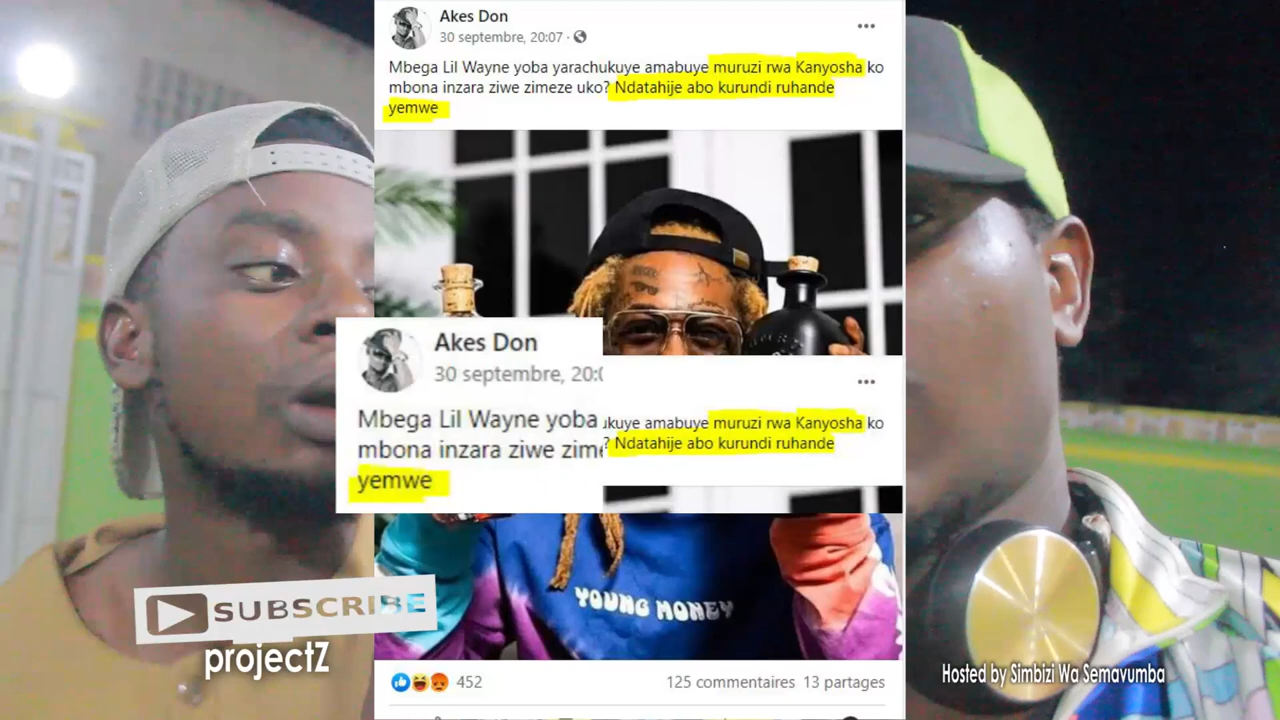 Akes Don
30 septembre, 20:07
Mbega Lil Wayne yoba yarachukuye amabuye muruzi rwa Kanyosha ko
mbona inzara ziwe zimeze uko? Ndatahije abo kurundi ruhande
yemwe
Akes Don
30 septembre, 20:0
Mbega Lil Wayne yoba
mbona inzara ziwe zime
yemwe
ukuye amabuye muruzi rwa Kanyosha ko
? Ndatahije abo kurundi ruhande
YOUNG MONEY
SUBSCRIBE
projectZ
Hosted by Simbizi Wa Semavumba
452
125 commentaires 13 partages